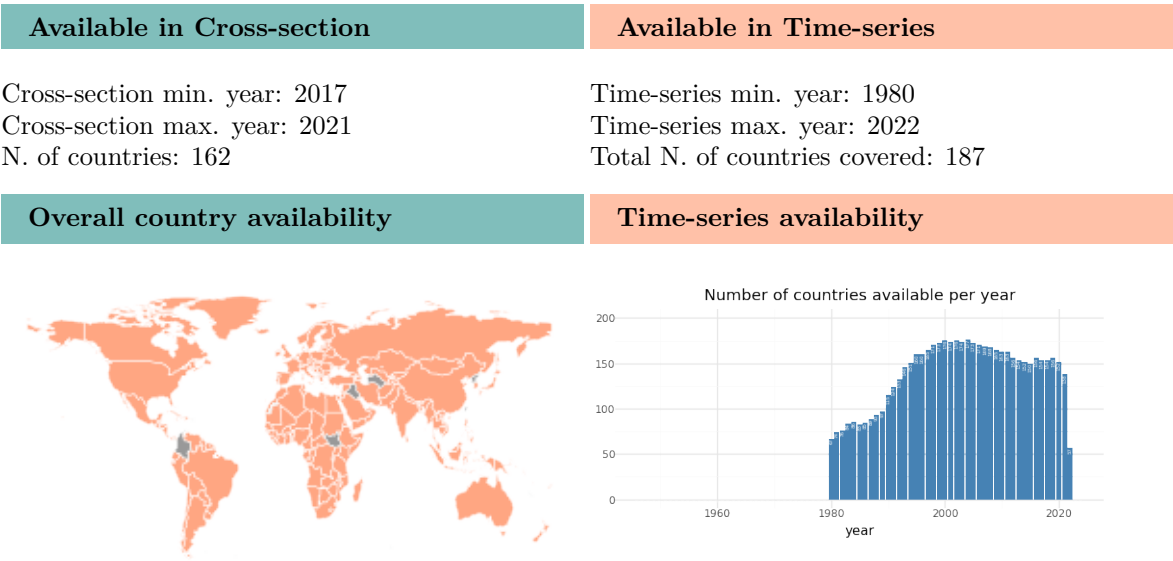 Available in Cross-section
Available in Time-series
Cross-section min. year: 2017
Cross-section max. year: 2021
N. of countries: 162
Time-series min. year: 1980
Time-series max. year: 2022
Total N. of countries covered: 187
Overall country availability
Time-series availability
Number of countries available per year
200
150
100
50
0
1960 1980 2000 2020
year